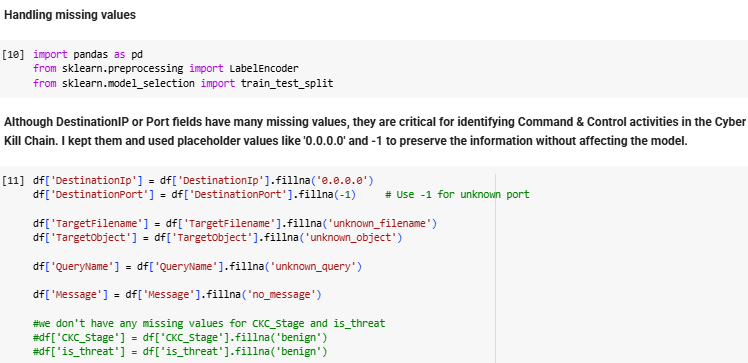 Handling missing values
[10] import pandas as pd
from sklearn.preprocessing import LabelEncoder
from sklearn.model_selection import train_test_split
Although DestinationIP or Port fields have many missing values, they are critical for identifying Command & Control activities in the Cyber
Kill Chain. I kept them and used placeholder values like '0.0.0.0' and -1 to preserve the information without affecting the model.
[11] df['DestinationIp'] = df['DestinationIp'].fillna('0.0.0.0')
df['DestinationPort'] = df['DestinationPort'].fillna(-1)     # Use -1 for unknown port
df['TargetFilename'] = df['TargetFilename'].fillna('unknown_filename')
df['TargetObject'] = df['TargetObject'].fillna('unknown_object')
df['QueryName'] = df['QueryName'].fillna('unknown_query')
df['Message'] = df['Message'].fillna('no_message')
#we don't have any missing values for CKC_Stage and is_threat
#df['CKC_Stage'] = df['CKC_Stage'].fillna('benign')
#df['is_threat'] = df['is_threat'].fillna('benign')